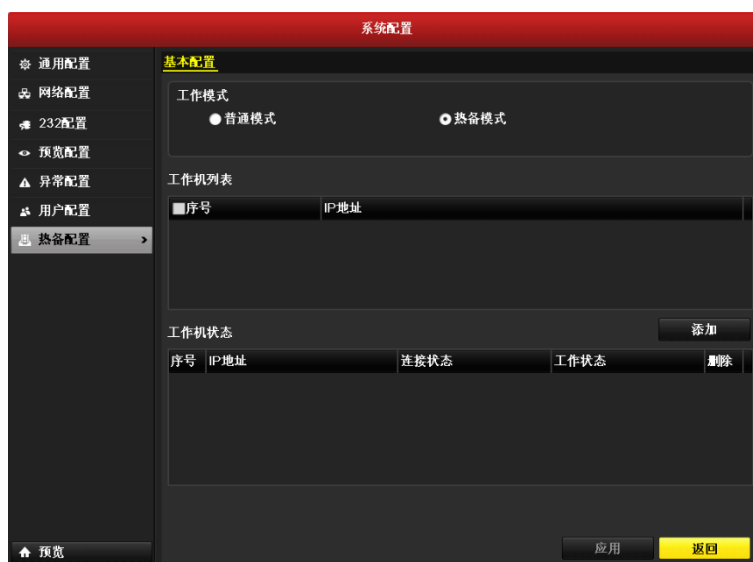 系统配置
通用配置
网络配置
232配置
预览配置
异常配置
用户配置
热备配置
预览
基本配置
工作模式
普通模式 热备模式
工作机列表
序号 IP地址
添加
工作机状态
序号 IP地址 连接状态 工作状态 删除
应用 返回